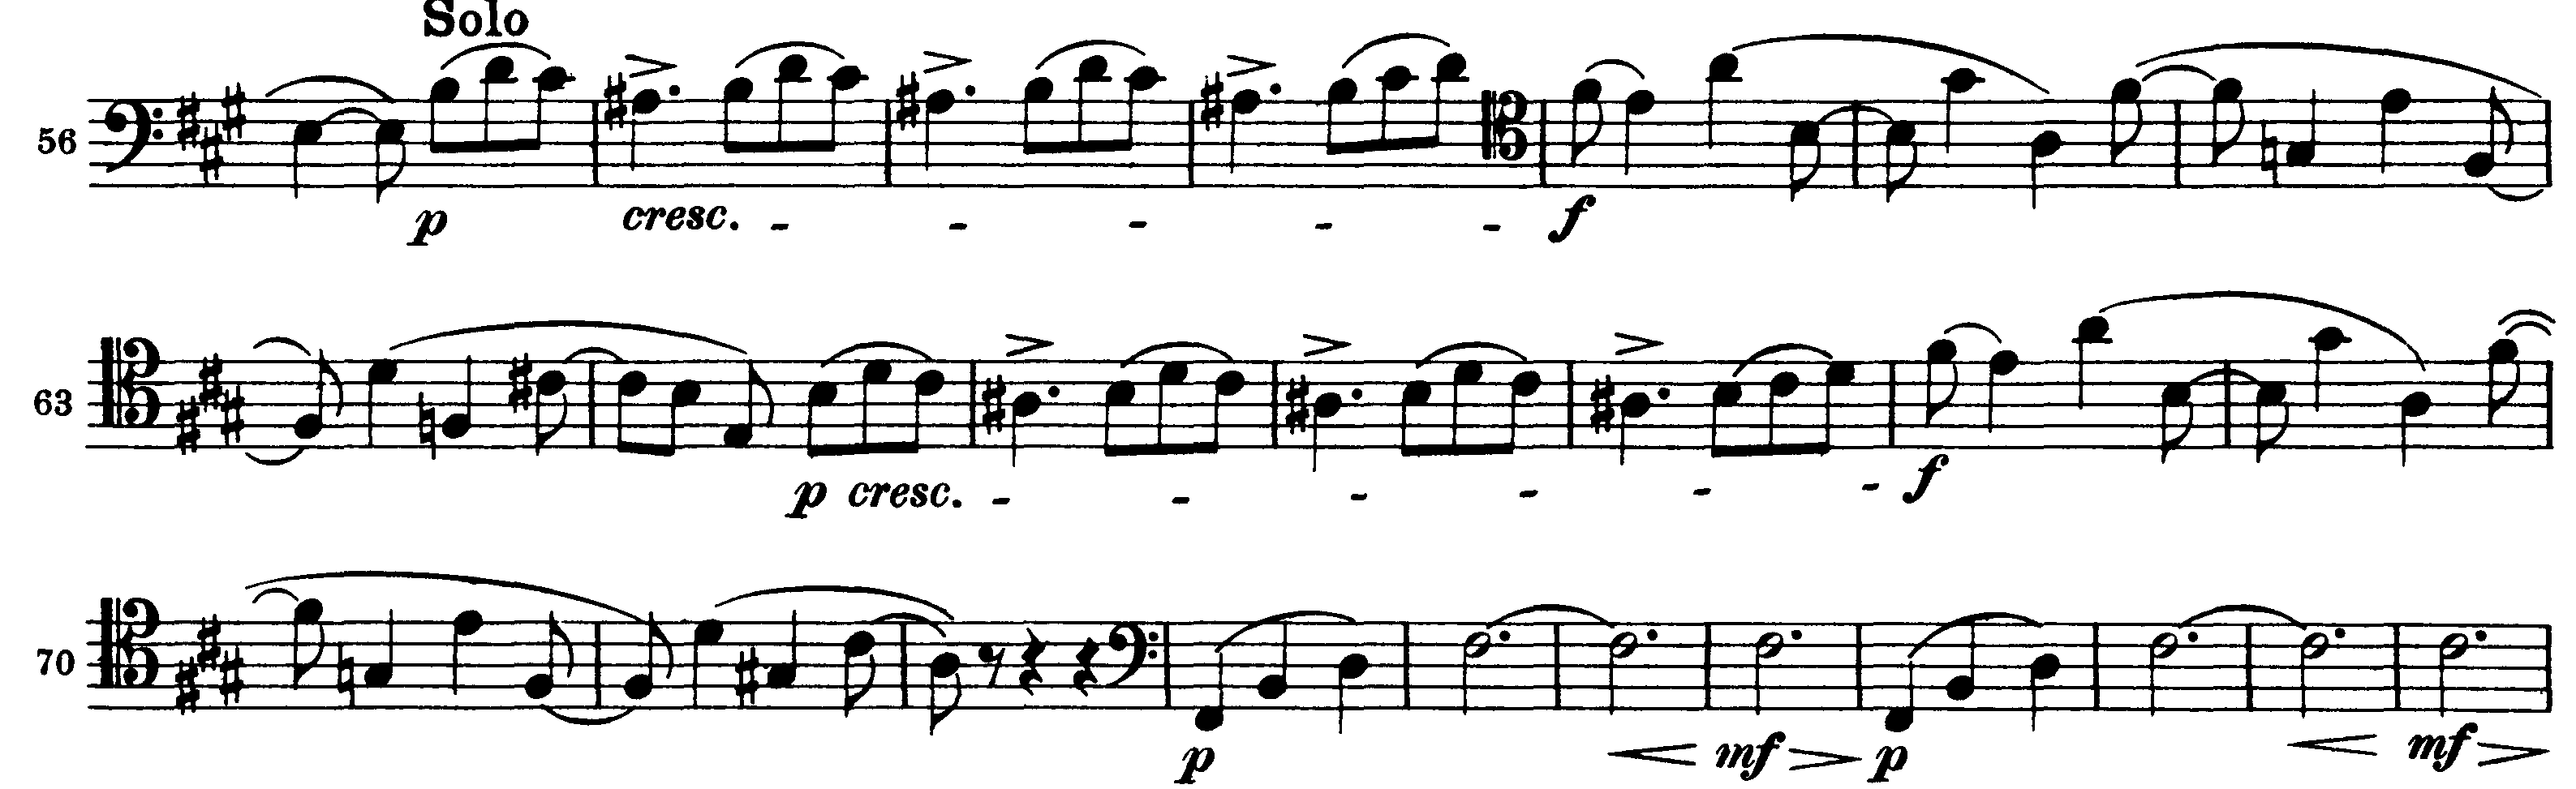 Solo
56
p cresc. - - - - - f
63
p cresc. - - - - - - f
70
p mf p mf